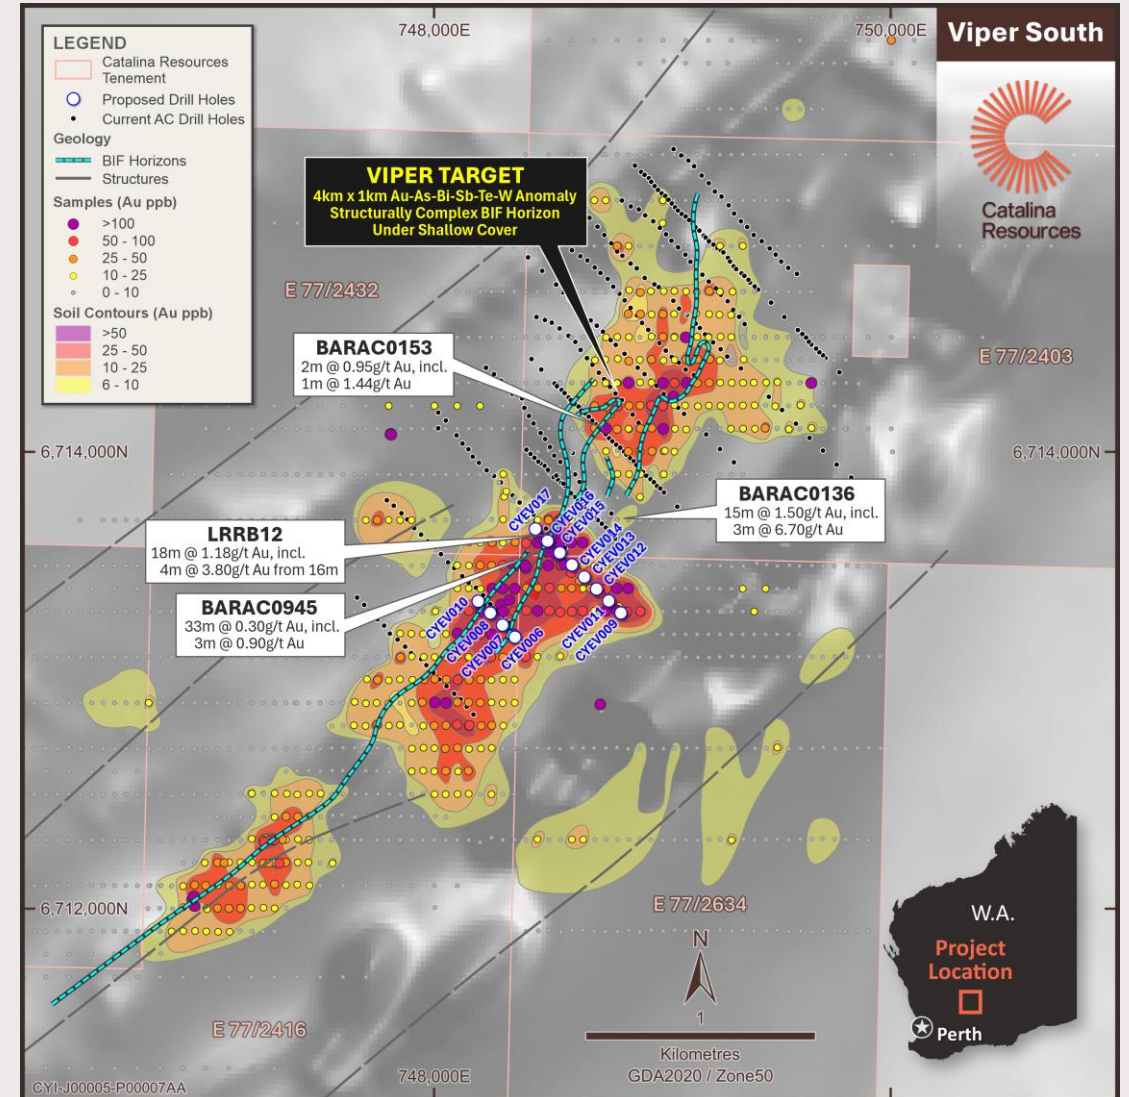 748,000E
750,000E
Viper South
Catalina
Resources
LEGEND
Catalina Resources
Tenement
Proposed Drill Holes
Current AC Drill Holes
Geology
BIF Horizons
Structures
Samples (Au ppb)
>100
50 - 100
25 - 50
10 - 25
0 - 10
Soil Contours (Au ppb)
>50
25 - 50
10 - 25
6 - 10
VIPER TARGET
4km x 1km Au-As-Bi-Sb-Te-W Anomaly
Structurally Complex BIF Horizon
Under Shallow Cover
E 77/2432
E 77/2403
BARAC0153
2m @ 0.95g/t Au, incl.
1m @ 1.44g/t Au
6,714,000N
6,714,000N
BARAC0136
15m @ 1.50g/t Au, incl.
3m @ 6.70g/t Au
LRRB12
18m @ 1.18g/t Au, incl.
4m @ 3.80g/t Au from 16m
BARAC0945
33m @ 0.30g/t Au, incl.
3m @ 0.90g/t Au
CYEV017
CYEV016
CYEV015
CYEV014
CYEV013
CYEV012
CYEV011
CYEV009
CYEV010
CYEV008
CYEV007
CYEV006
6,712,000N
E 77/2634
E 77/2416
N
1
Kilometres
GDA2020 / Zone50
W.A.
Project
Location
Perth
748,000E
CYI-J00005-P00007AA